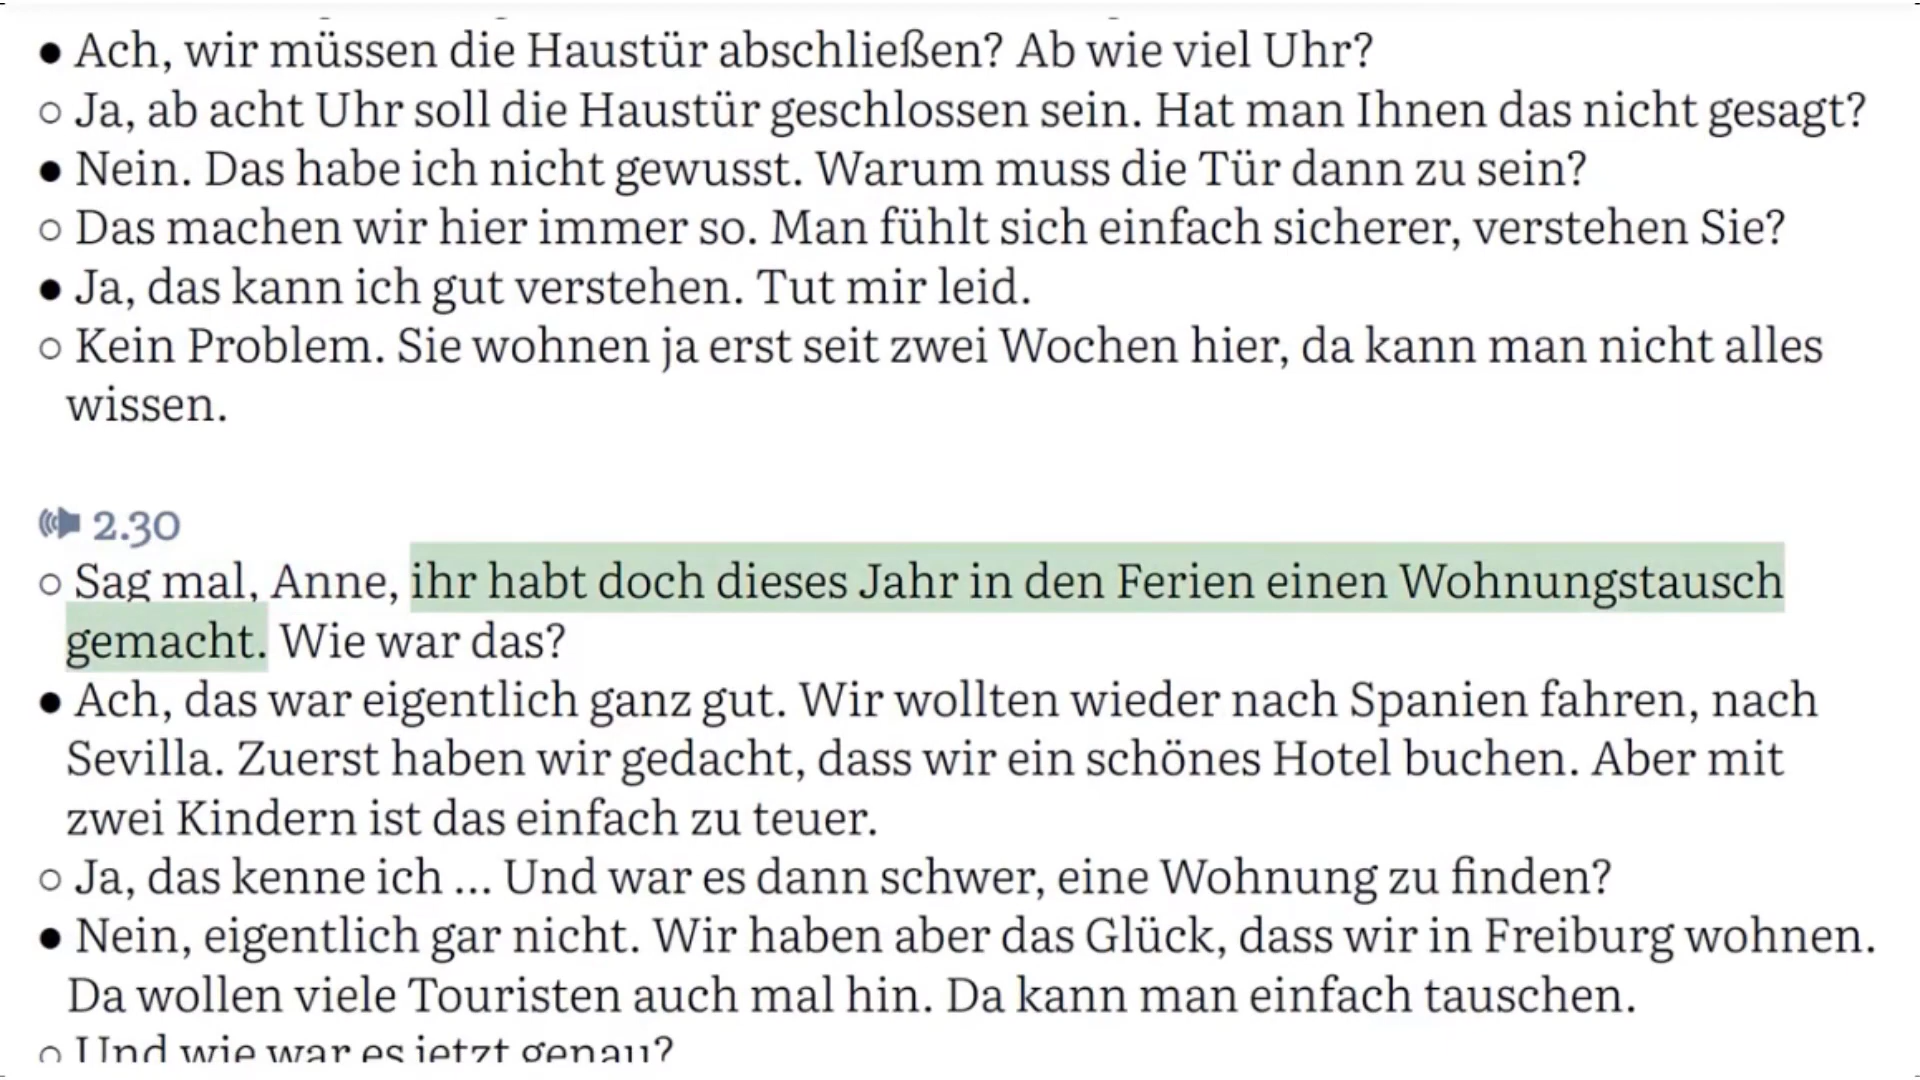 ● Ach, wir müssen die Haustür abschließen? Ab wie viel Uhr?
○ Ja, ab acht Uhr soll die Haustür geschlossen sein. Hat man Ihnen das nicht gesagt?
● Nein. Das habe ich nicht gewusst. Warum muss die Tür dann zu sein?
○ Das machen wir hier immer so. Man fühlt sich einfach sicherer, verstehen Sie?
● Ja, das kann ich gut verstehen. Tut mir leid.
○ Kein Problem. Sie wohnen ja erst seit zwei Wochen hier, da kann man nicht alles
wissen.
2.30
○ Sag mal, Anne, ihr habt doch dieses Jahr in den Ferien einen Wohnungstausch
gemacht. Wie war das?
● Ach, das war eigentlich ganz gut. Wir wollten wieder nach Spanien fahren, nach
Sevilla. Zuerst haben wir gedacht, dass wir ein schönes Hotel buchen. Aber mit
zwei Kindern ist das einfach zu teuer.
○ Ja, das kenne ich ... Und war es dann schwer, eine Wohnung zu finden?
● Nein, eigentlich gar nicht. Wir haben aber das Glück, dass wir in Freiburg wohnen.
Da wollen viele Touristen auch mal hin. Da kann man einfach tauschen.
○ Und wie war es jetzt genau?